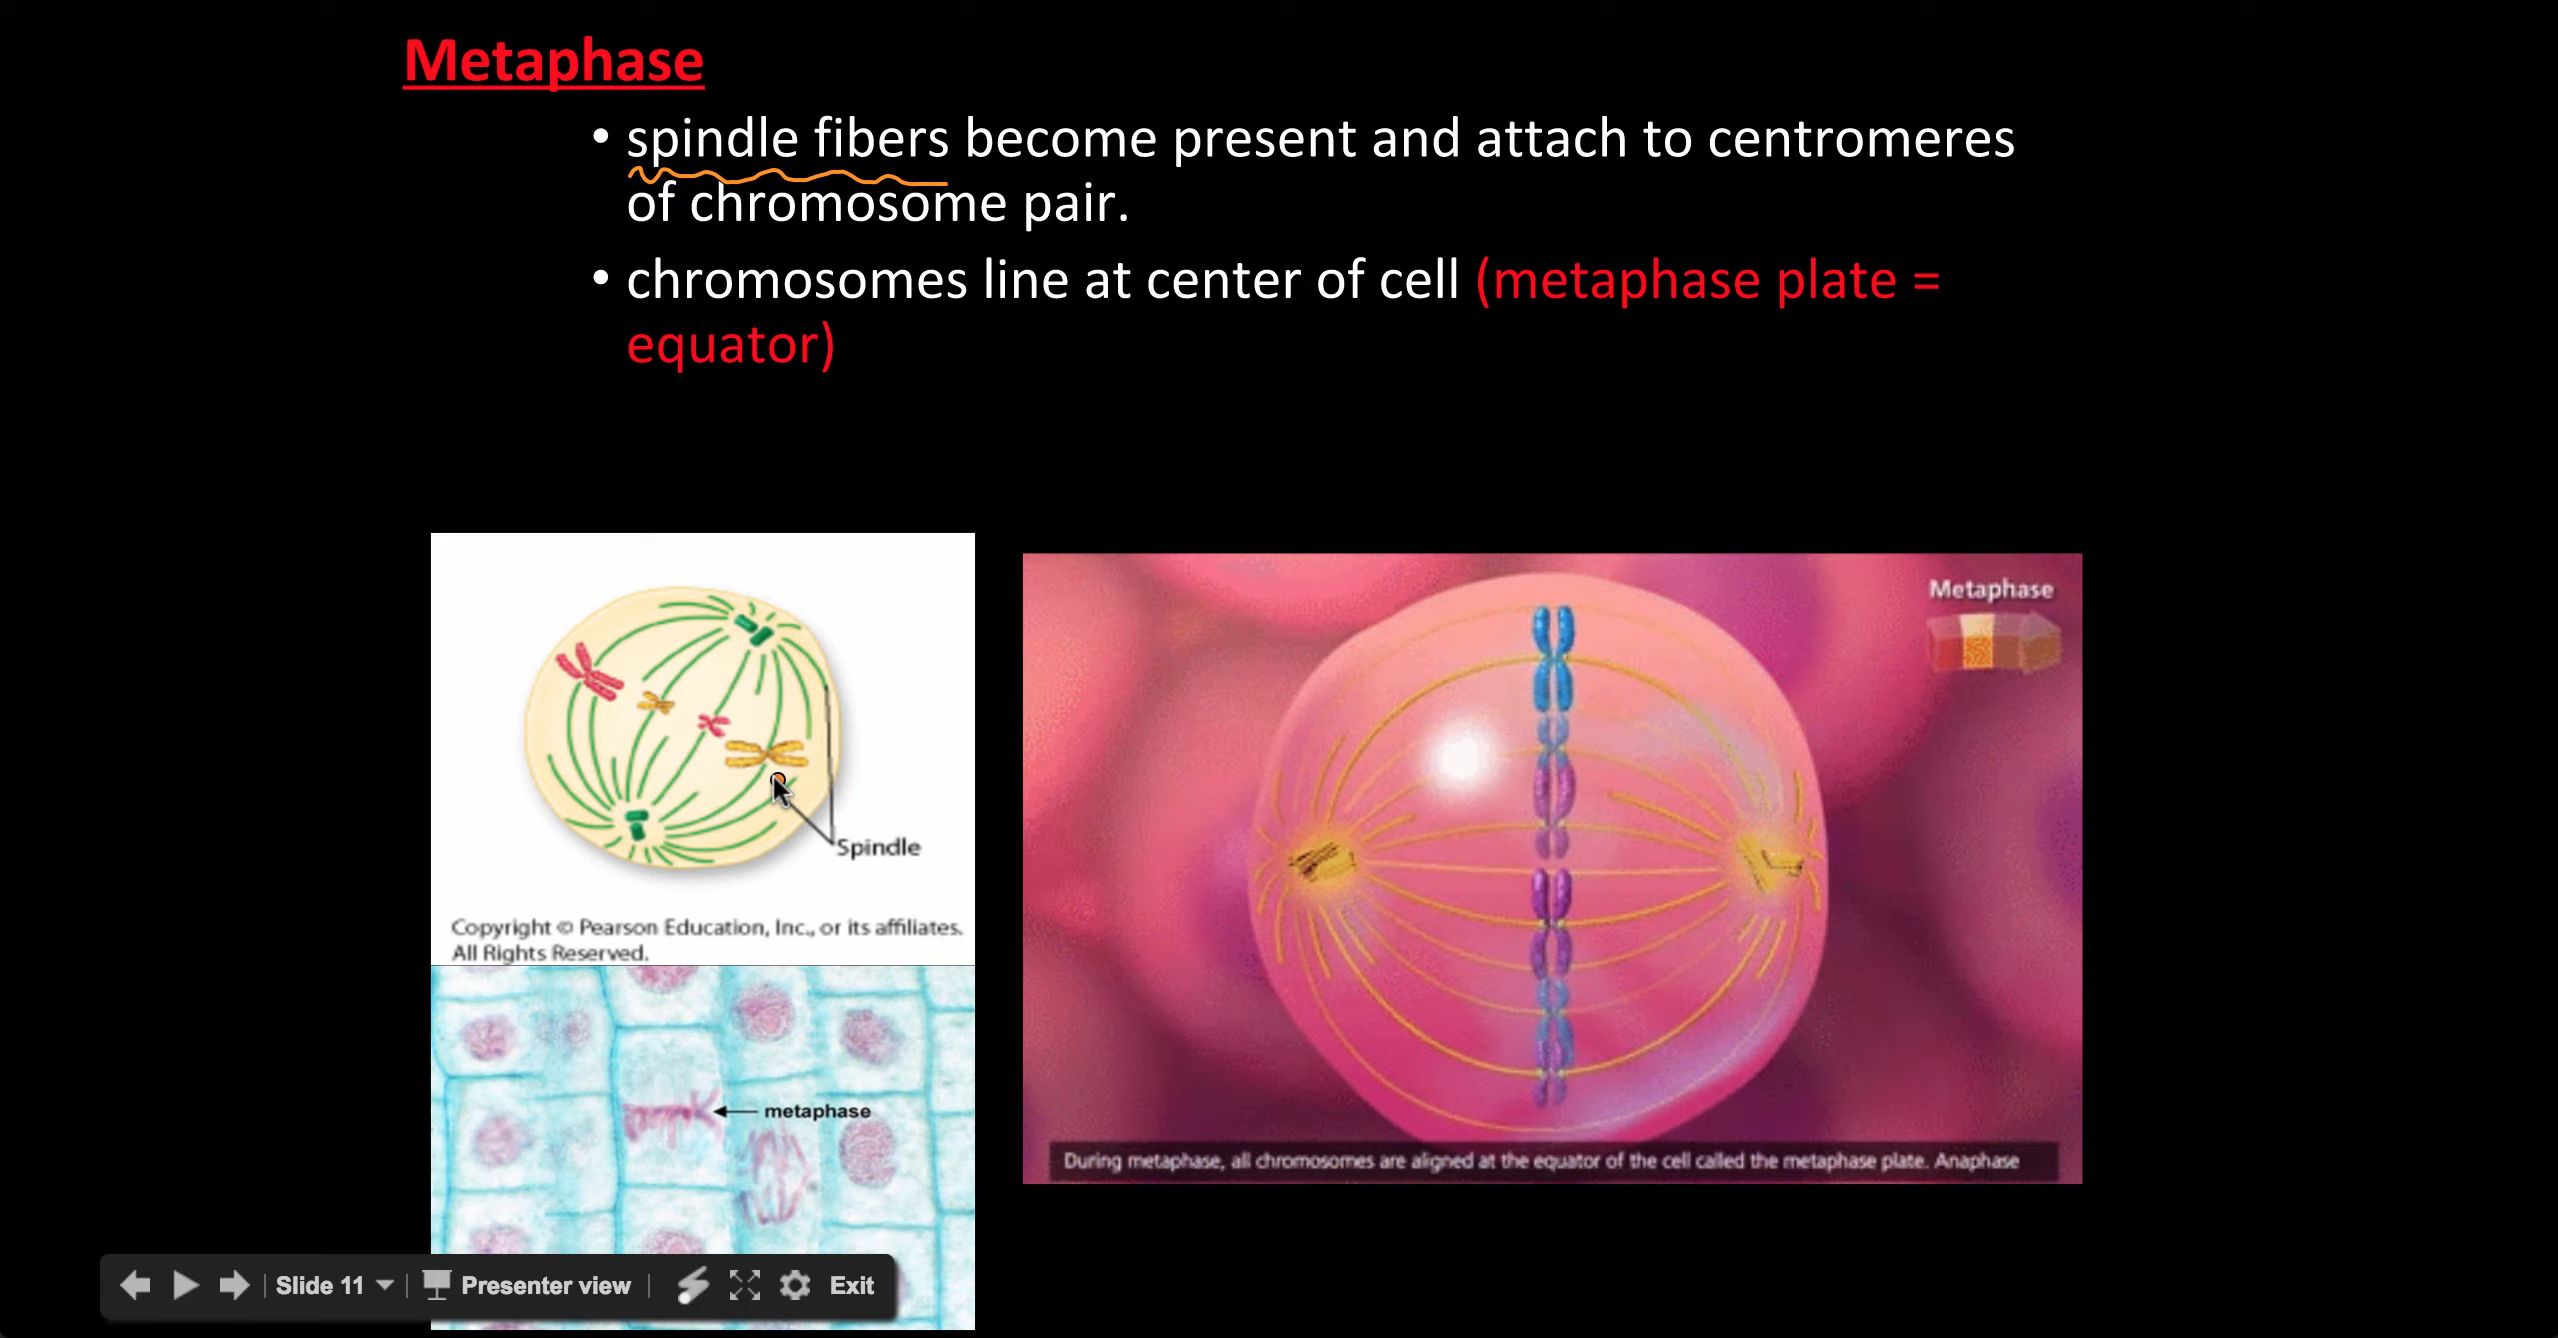 Metaphase
• spindle fibers become present and attach to centromeres
of chromosome pair.
• chromosomes line at center of cell (metaphase plate =
equator)
Metaphase
Spindle
Copyright © Pearson Education, Inc., or its affiliates.
All Rights Reserved.
metaphase
During metaphase, all chromosomes are aligned at the equator of the cell called the metaphase plate. Anaphase
Slide 11 Presenter view Exit